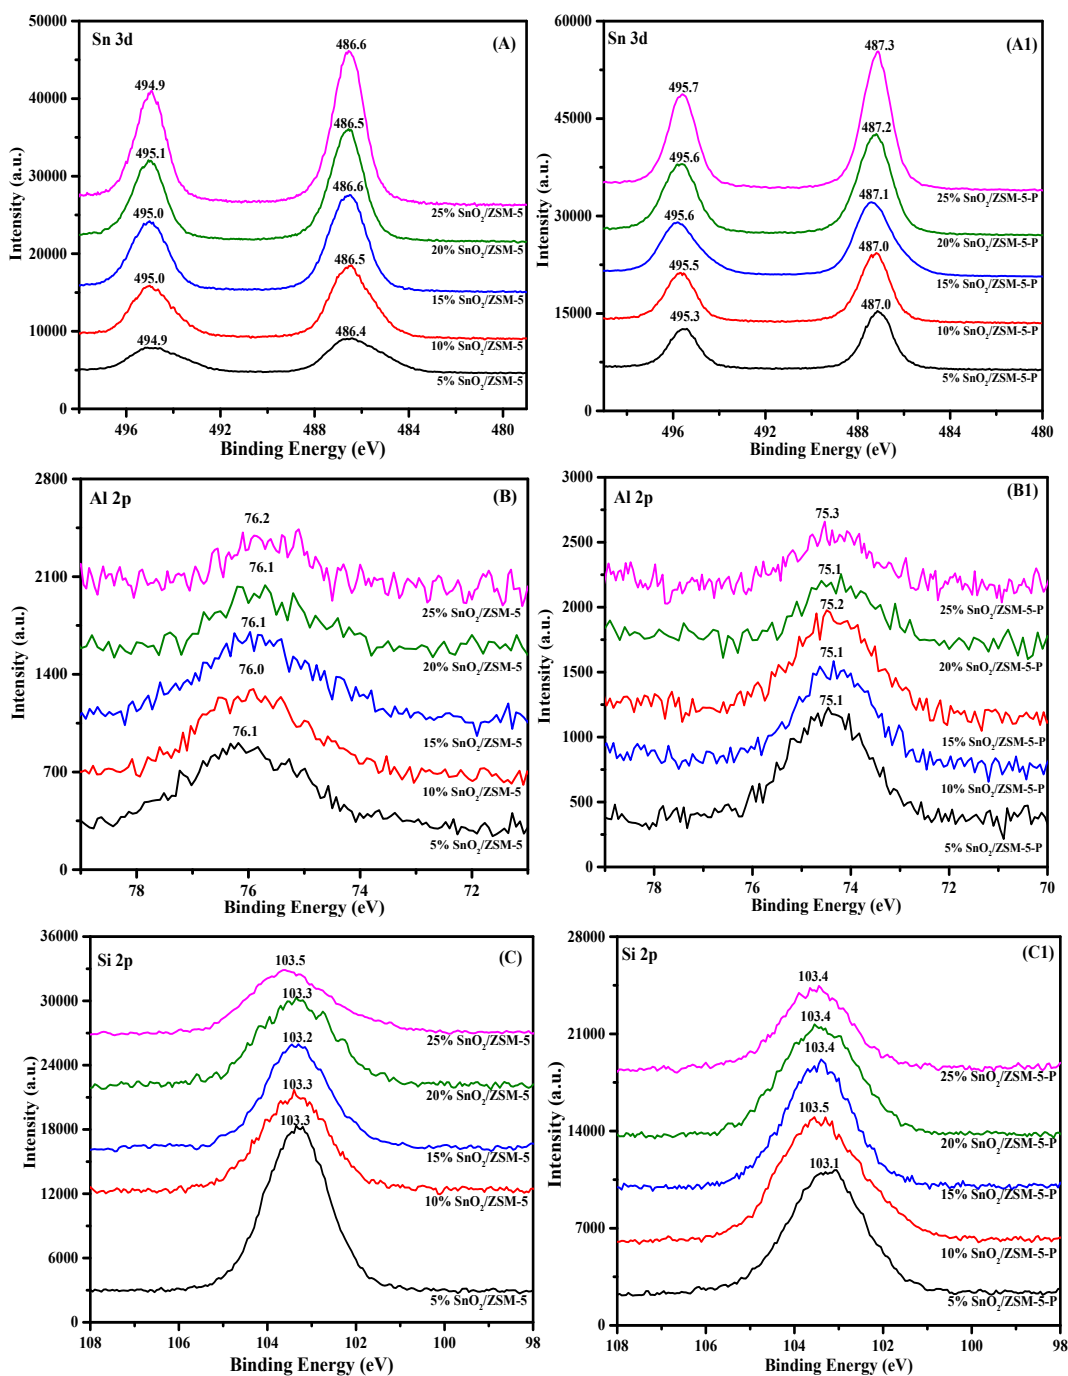 Sn 3d
(A)
Intensity (a.u.)
50000
40000
30000
20000
10000
0
494.9
486.6
25% SnO2/ZSM-5
495.1
486.5
20% SnO2/ZSM-5
495.0
486.6
15% SnO2/ZSM-5
495.0
486.5
10% SnO2/ZSM-5
494.9
486.4
5% SnO2/ZSM-5
496 492 488 484 480
Binding Energy (eV)
Sn 3d
(A1)
Intensity (a.u.)
60000
45000
30000
15000
0
495.7
487.3
25% SnO2/ZSM-5-P
495.6
487.2
20% SnO2/ZSM-5-P
495.6
487.1
15% SnO2/ZSM-5-P
495.5
487.0
10% SnO2/ZSM-5-P
495.3
487.0
5% SnO2/ZSM-5-P
496 492 488 484 480
Binding Energy (eV)
Al 2p
(B)
Intensity (a.u.)
2800
2100
1400
700
0
76.2
25% SnO2/ZSM-5
76.1
20% SnO2/ZSM-5
76.1
15% SnO2/ZSM-5
76.0
10% SnO2/ZSM-5
76.1
5% SnO2/ZSM-5
78 76 74 72
Binding Energy (eV)
Al 2p
(B1)
Intensity (a.u.)
3000
2500
2000
1500
1000
500
0
75.3
25% SnO2/ZSM-5-P
75.1
20% SnO2/ZSM-5-P
75.2
15% SnO2/ZSM-5-P
75.1
10% SnO2/ZSM-5-P
75.1
5% SnO2/ZSM-5-P
78 76 74 72 70
Binding Energy (eV)
Si 2p
(C)
Intensity (a.u.)
36000
30000
24000
18000
12000
6000
0
103.5
25% SnO2/ZSM-5
103.3
20% SnO2/ZSM-5
103.2
15% SnO2/ZSM-5
103.3
10% SnO2/ZSM-5
103.3
5% SnO2/ZSM-5
108 106 104 102 100 98
Binding Energy (eV)
Si 2p
(C1)
Intensity (a.u.)
28000
21000
14000
7000
0
103.4
25% SnO2/ZSM-5-P
103.4
20% SnO2/ZSM-5-P
103.4
15% SnO2/ZSM-5-P
103.5
10% SnO2/ZSM-5-P
103.1
5% SnO2/ZSM-5-P
108 106 104 102 100 98
Binding Energy (eV)